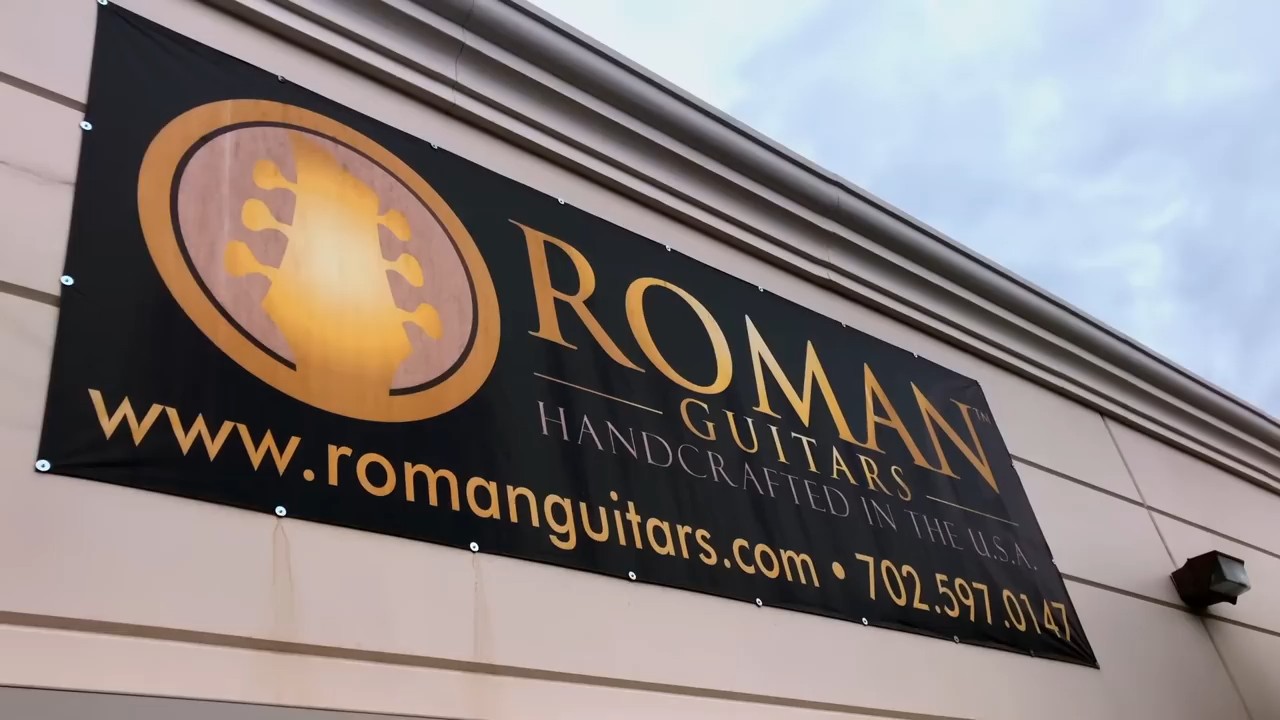 ROMAN™
GUITARS
HANDCRAFTED IN THE U.S.A.
www.romanguitars.com • 702.597.0147